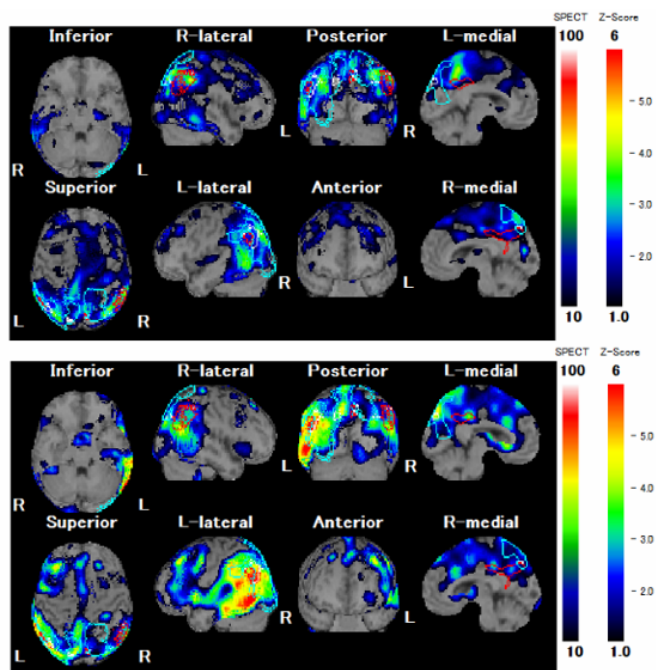 SPECT Z-Score
100 6
Inferior R-lateral Posterior L-medial
- 5.0
- 4.0
L R
R L
Superior L-lateral Anterior R-medial
- 3.0
R L
- 2.0
L R
10 1.0
SPECT Z-Score
100 6
Inferior R-lateral Posterior L-medial
- 5.0
- 4.0
L R
R L
Superior L-lateral Anterior R-medial
- 3.0
R L
- 2.0
L R
10 1.0